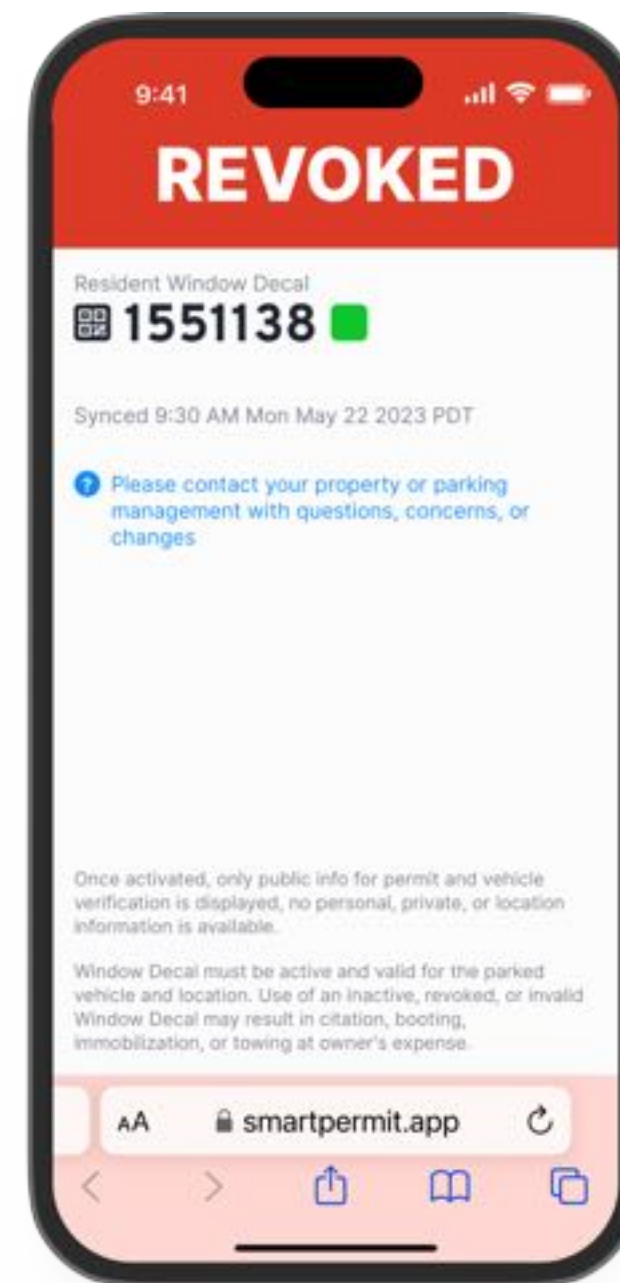 9:41
REVOKED
Resident Window Decal
1551138
Synced 9:30 AM Mon May 22 2023 PDT
? Please contact your property or parking
management with questions, concerns, or
changes
Once activated, only public info for permit and vehicle
verification is displayed, no personal, private, or location
information is available.
Window Decal must be active and valid for the parked
vehicle and location. Use of an inactive, revoked, or invalid
Window Decal may result in citation, booting,
immobilization, or towing at owner's expense.
AA smartpermit.app